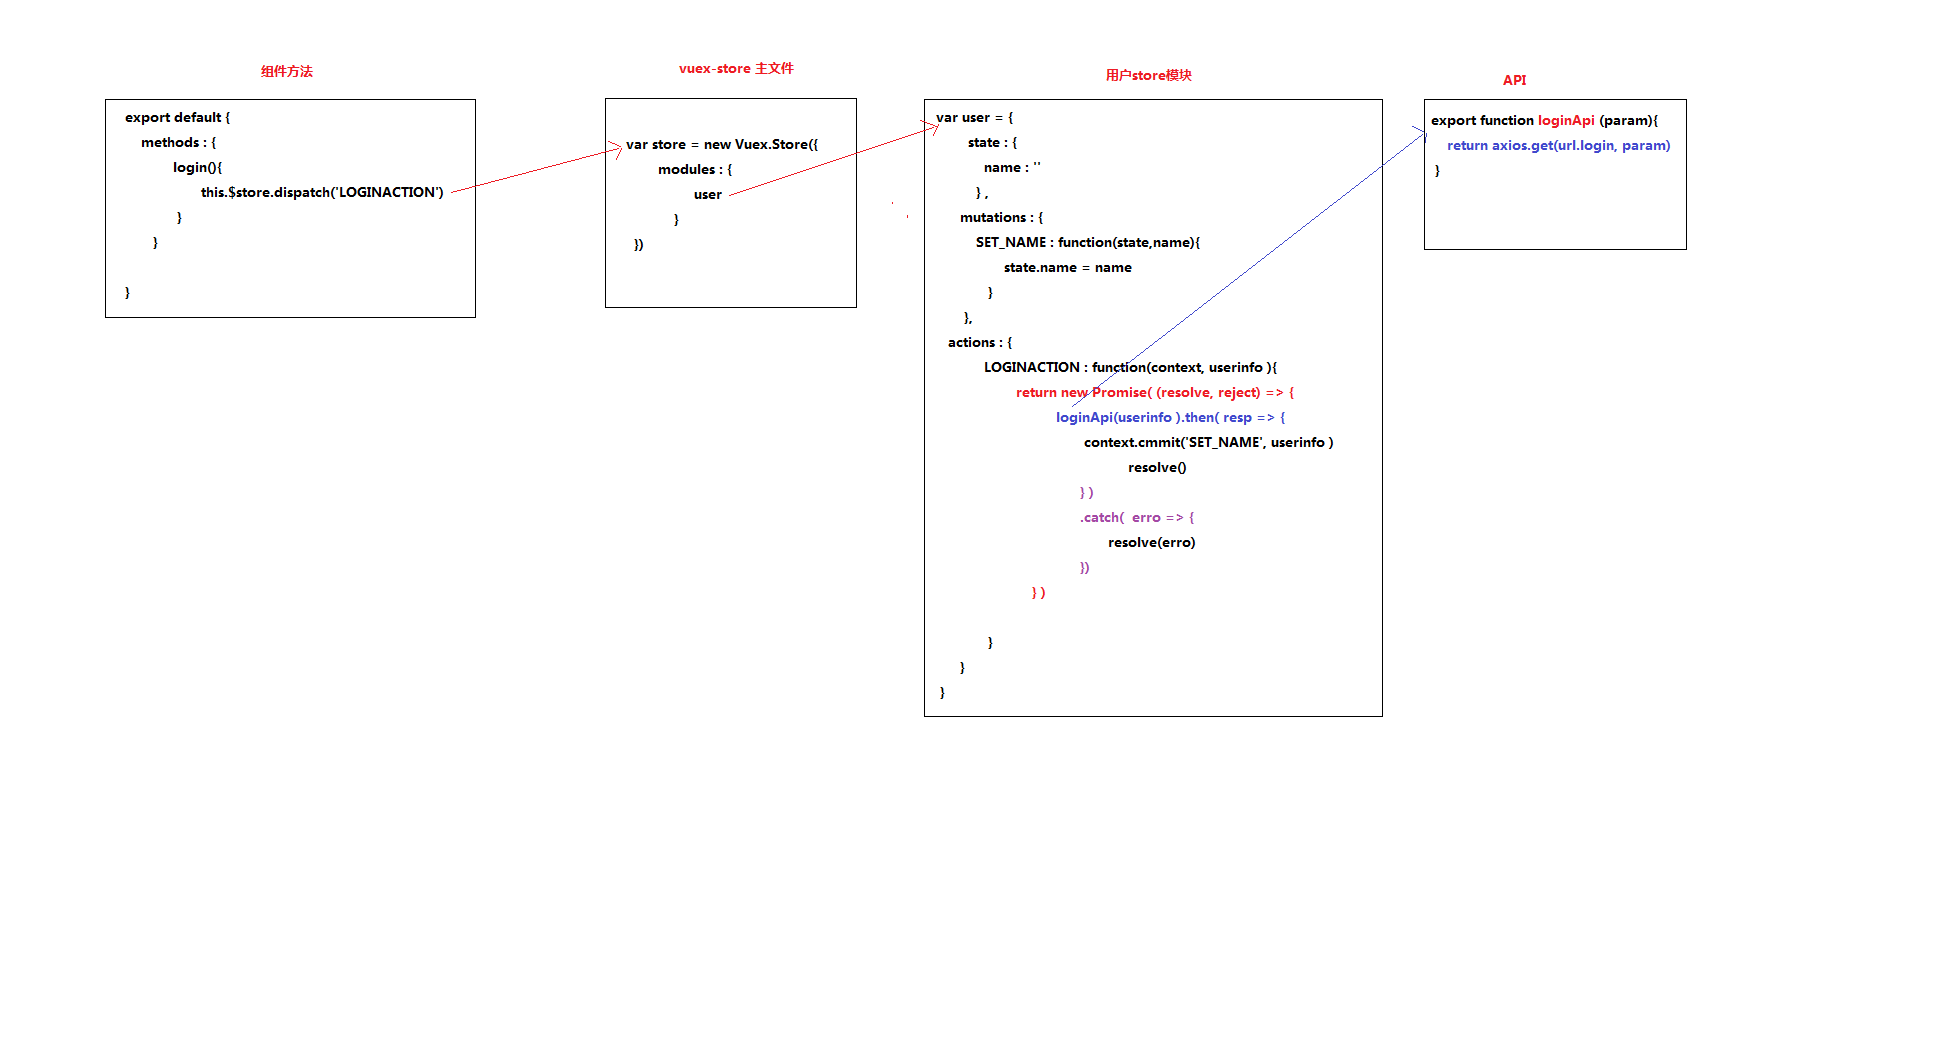 组件方法
export default {
methods : {
login(){
this.$store.dispatch('LOGINACTION')
}
}
}
vuex-store 主文件
var store = new Vuex.Store({
modules : {
user
}
})
用户store模块
var user = {
state : {
name : ''
} ,
mutations : {
SET_NAME : function(state,name){
state.name = name
}
},
actions : {
LOGINACTION : function(context, userinfo ){
return new Promise( (resolve, reject) => {
loginApi(userinfo ).then( resp => {
context.cmmit('SET_NAME', userinfo )
resolve()
} )
.catch( erro => {
resolve(erro)
})
} )
}
}
}
API
export function loginApi (param){
return axios.get(url.login, param)
}